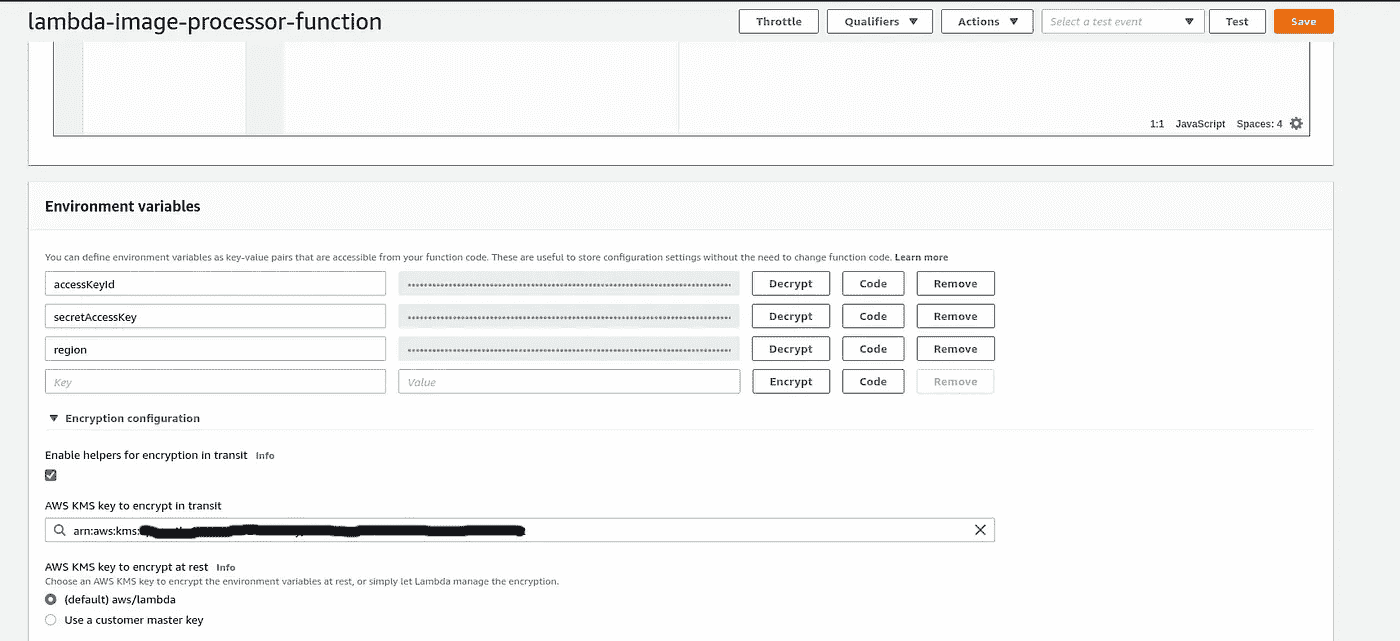 lambda-image-processor-function
Throttle Qualifiers Actions Select a test event Test Save
1:1 JavaScript Spaces: 4
Environment variables
You can define environment variables as key-value pairs that are accessible from your function code. These are useful to store configuration settings without the need to change function code. Learn more
accessKeyId Decrypt Code Remove
secretAccessKey Decrypt Code Remove
region Decrypt Code Remove
Key Value Encrypt Code Remove
Encryption configuration
Enable helpers for encryption in transit Info
AWS KMS key to encrypt in transit
arn:aws:kms:
AWS KMS key to encrypt at rest Info
Choose an AWS KMS key to encrypt the environment variables at rest, or simply let Lambda manage the encryption.
(default) aws/lambda
Use a customer master key